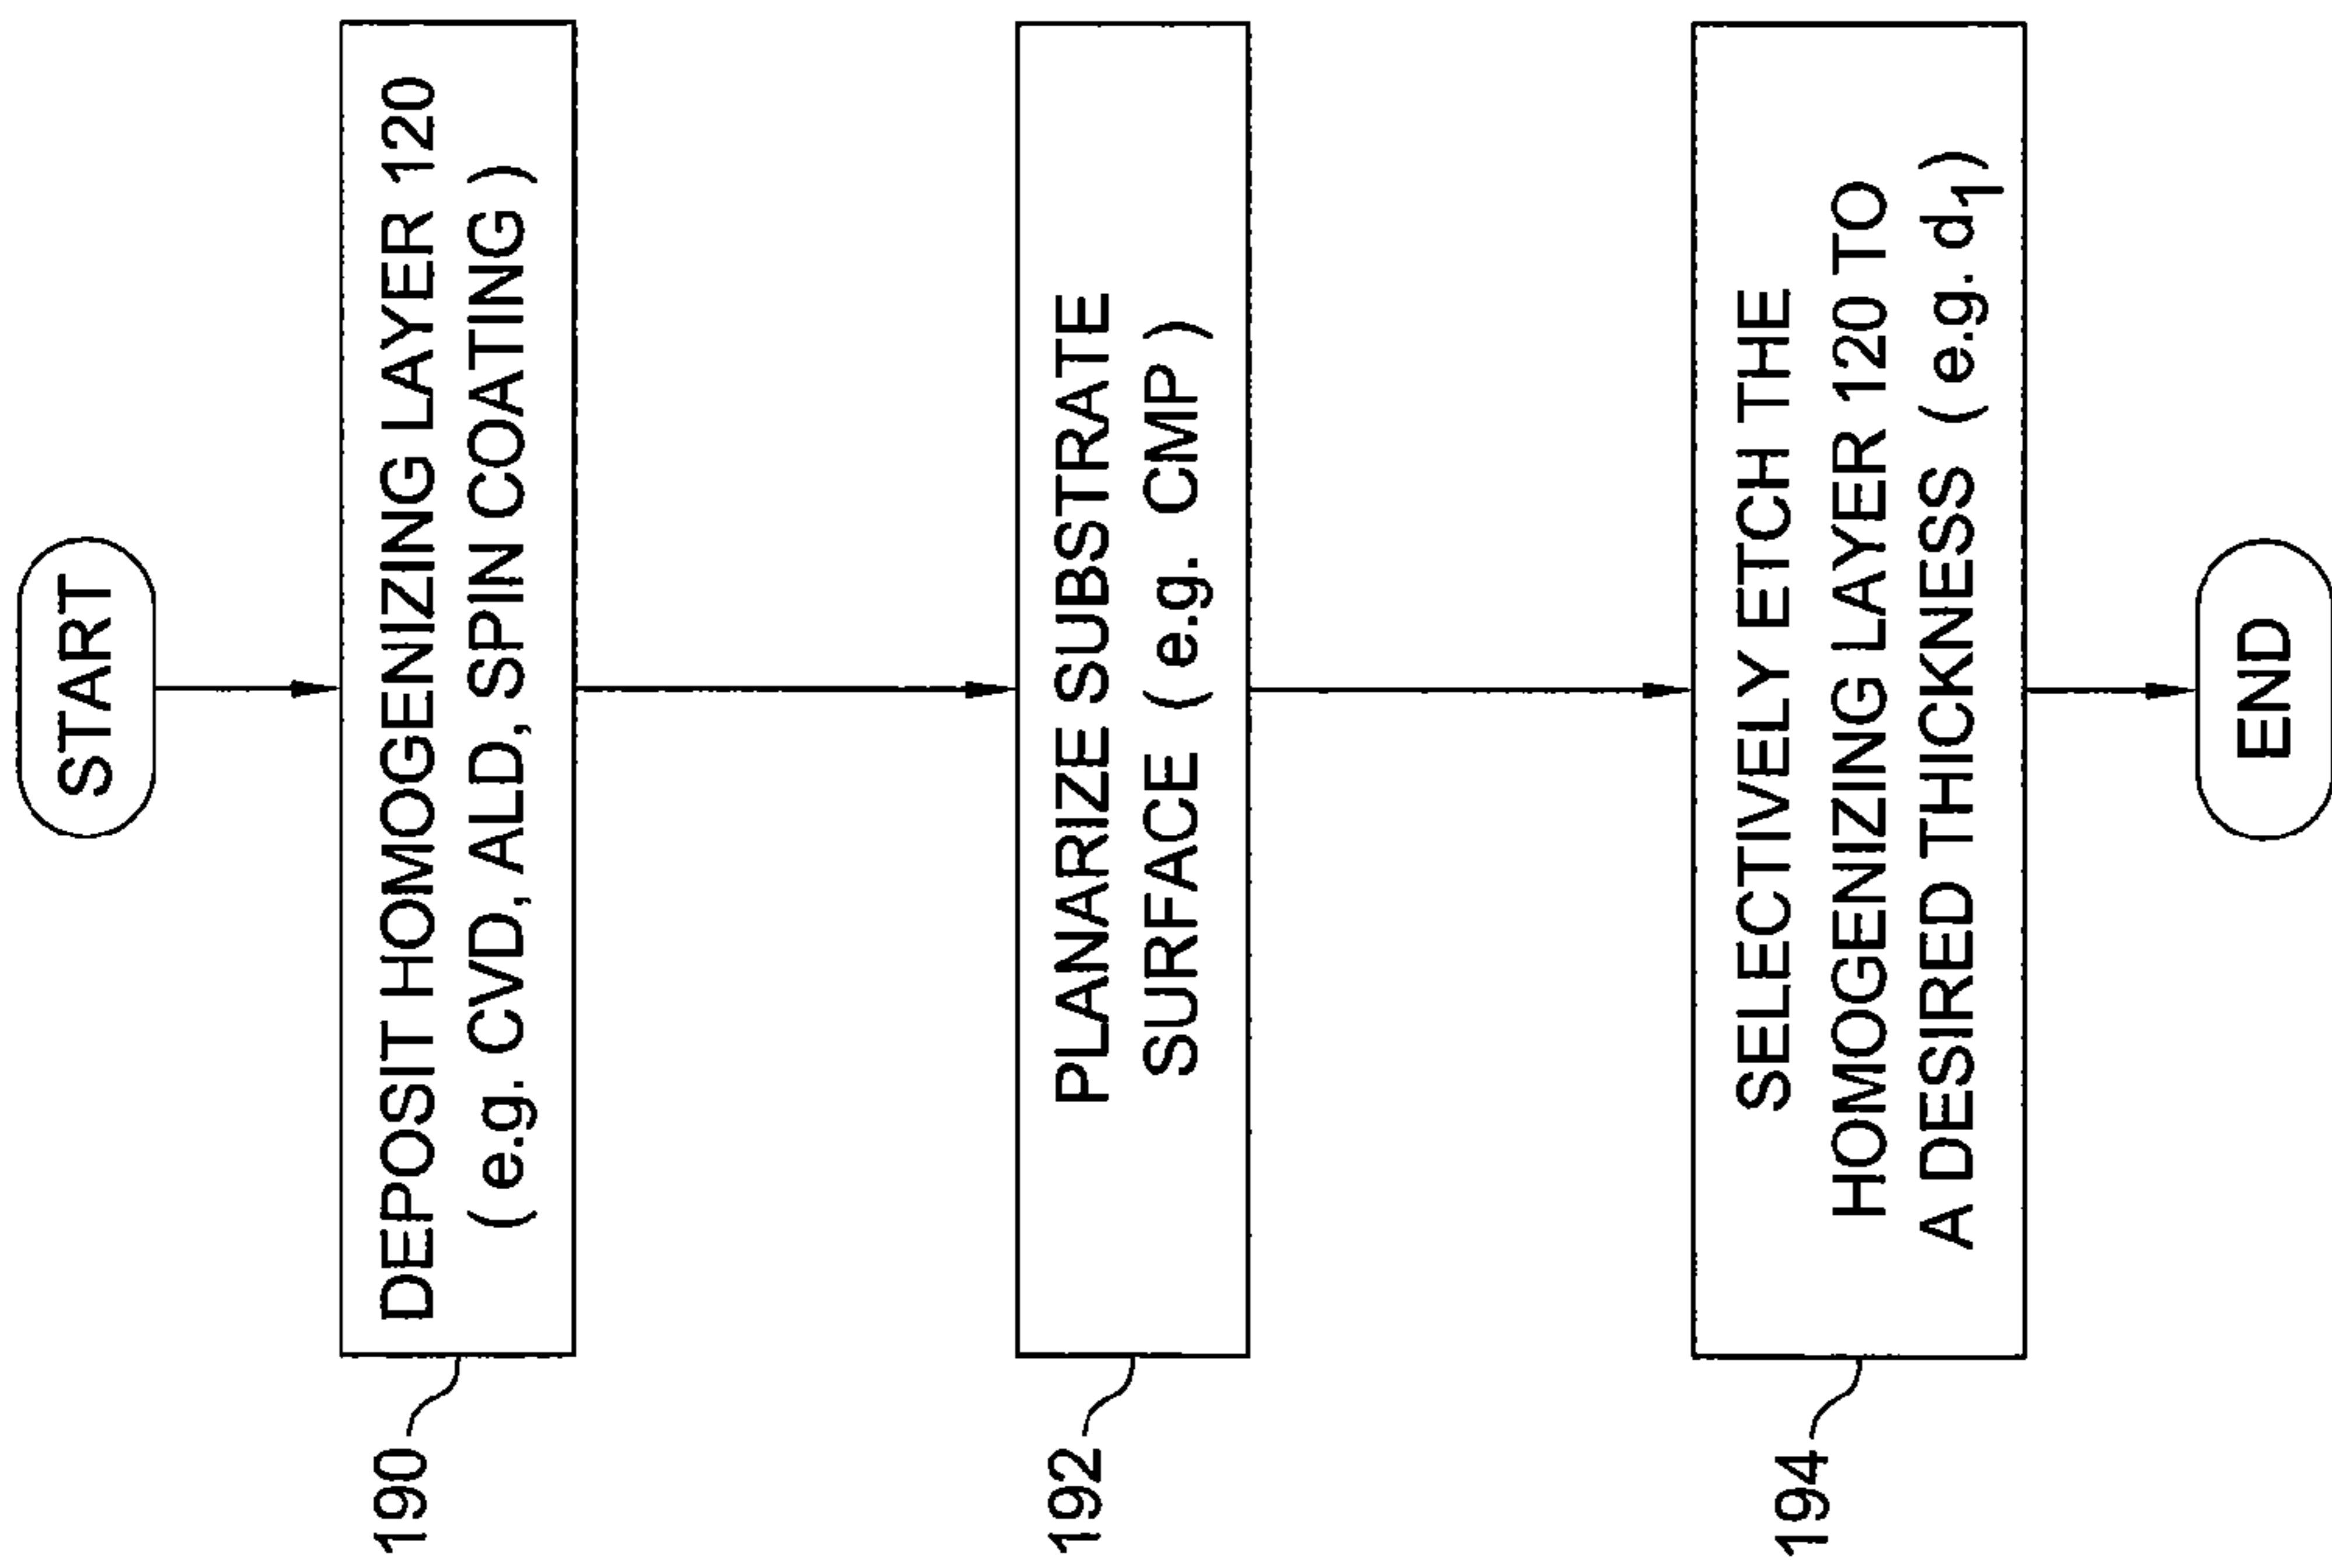 START
190
DEPOSIT HOMOGENIZING LAYER 120
( e.g. CVD, ALD, SPIN COATING )
192
PLANARIZE SUBSTRATE
SURFACE ( e.g. CMP )
194
SELECTIVELY ETCH THE
HOMOGENIZING LAYER 120 TO
A DESIRED THICKNESS ( e.g. d₁)
END